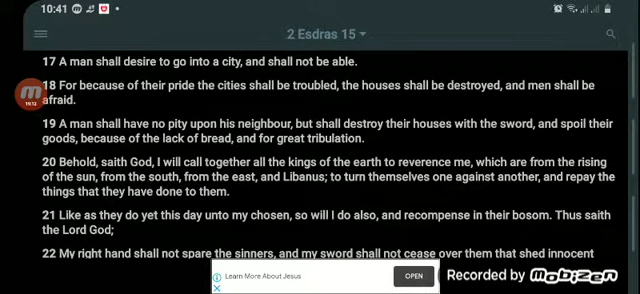 10:41
2 Esdras 15
17 A man shall desire to go into a city, and shall not be able.
18 For because of their pride the cities shall be troubled, the houses shall be destroyed, and men shall be
afraid.
19:12
19 A man shall have no pity upon his neighbour, but shall destroy their houses with the sword, and spoil their
goods, because of the lack of bread, and for great tribulation.
20 Behold, saith God, I will call together all the kings of the earth to reverence me, which are from the rising
of the sun, from the south, from the east, and Libanus; to turn themselves one against another, and repay the
the things that they have done to them.
21 Like as they do yet this day unto my chosen, so will I do also, and recompense in their bosom. Thus saith
the Lord God;
22 My right hand shall not spare the sinners, and my sword shall not cease over them that shed innocent
Learn More About Jesus
OPEN
Recorded by
Mobizen